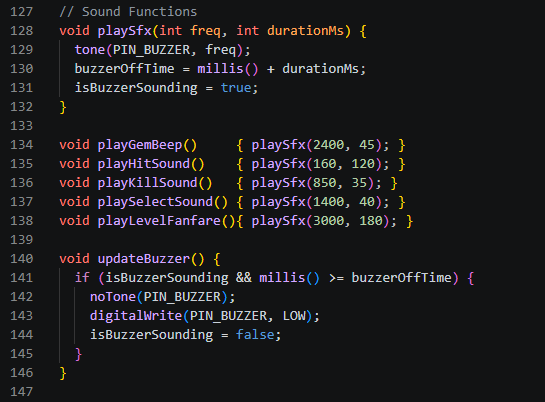 127 // Sound Functions
128 void playSfx(int freq, int durationMs) {
129   tone(PIN_BUZZER, freq);
130   buzzerOffTime = millis() + durationMs;
131   isBuzzerSounding = true;
132 }
133
134 void playGemBeep()     { playSfx(2400, 45); }
135 void playHitSound()    { playSfx(160, 120); }
136 void playKillSound()   { playSfx(850, 35); }
137 void playSelectSound() { playSfx(1400, 40); }
138 void playLevelFanfare(){ playSfx(3000, 180); }
139
140 void updateBuzzer() {
141   if (isBuzzerSounding && millis() >= buzzerOffTime) {
142     noTone(PIN_BUZZER);
143     digitalWrite(PIN_BUZZER, LOW);
144     isBuzzerSounding = false;
145   }
146 }
147